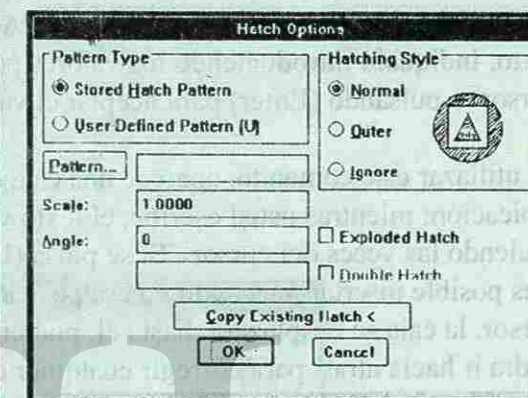 Hatch Options
Pattern Type
Stored Hatch Pattern
User Defined Pattern (U)
Hatching Style
Normal
Outer
Ignore
Pattern...
Scale: 1.0000
Angle: 0
Exploded Hatch
Double Hatch
Copy Existing Hatch <
OK Cancel